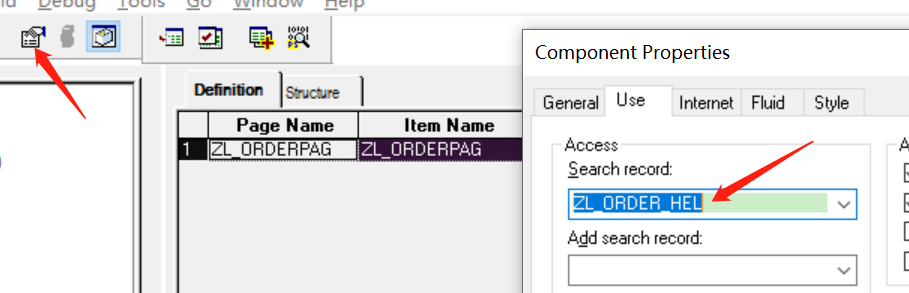 Debug Tools Go Window Help
Definition Structure
Page Name Item Name
1 ZL_ORDERPAG ZL_ORDERPAG
Component Properties
General Use Internet Fluid Style
Access
Search record:
ZL_ORDER_HEL
Add search record: